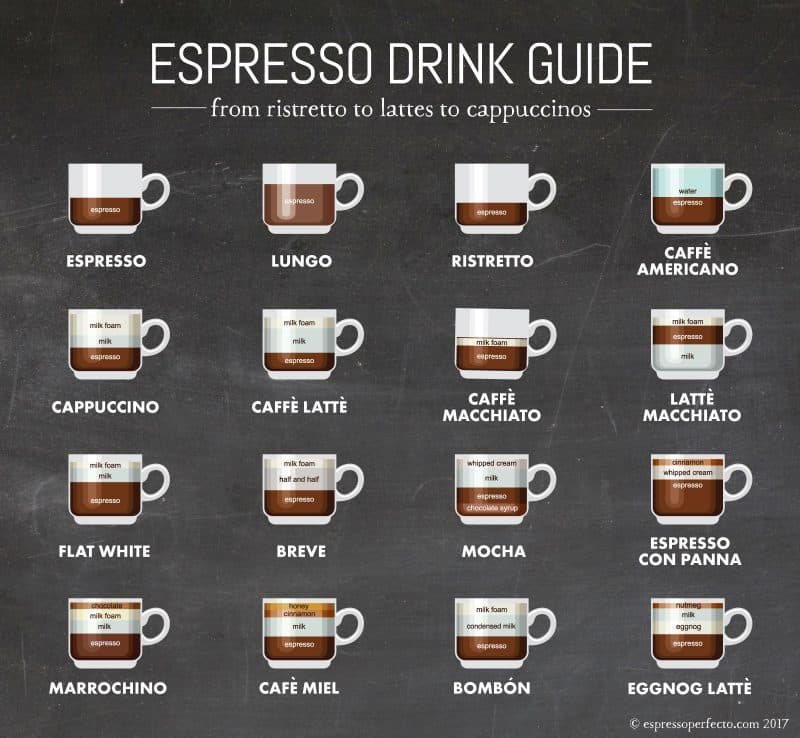 ESPRESSO DRINK GUIDE
from ristretto to lattes to cappuccinos
espresso
ESPRESSO
espresso
LUNGO
espresso
RISTRETTO
water
espresso
CAFFÈ
AMERICANO
milk foam
milk
espresso
CAPPUCCINO
milk foam
milk
espresso
CAFFÈ LATTÈ
milk foam
espresso
CAFFÈ
MACCHIATO
milk foam
espresso
milk
LATTÈ
MACCHIATO
milk foam
milk
espresso
FLAT WHITE
milk foam
half and half
espresso
BREVE
whipped cream
milk
espresso
chocolate syrup
MOCHA
cinnamon
whipped cream
espresso
ESPRESSO
CON PANNA
chocolate
milk foam
milk
espresso
MARROCHINO
honey
cinnamon
milk
espresso
CAFÈ MIEL
milk foam
condensed milk
espresso
BOMBÓN
nutmeg
milk
eggnog
espresso
EGGNOG LATTÈ
© espressoperfecto.com 2017